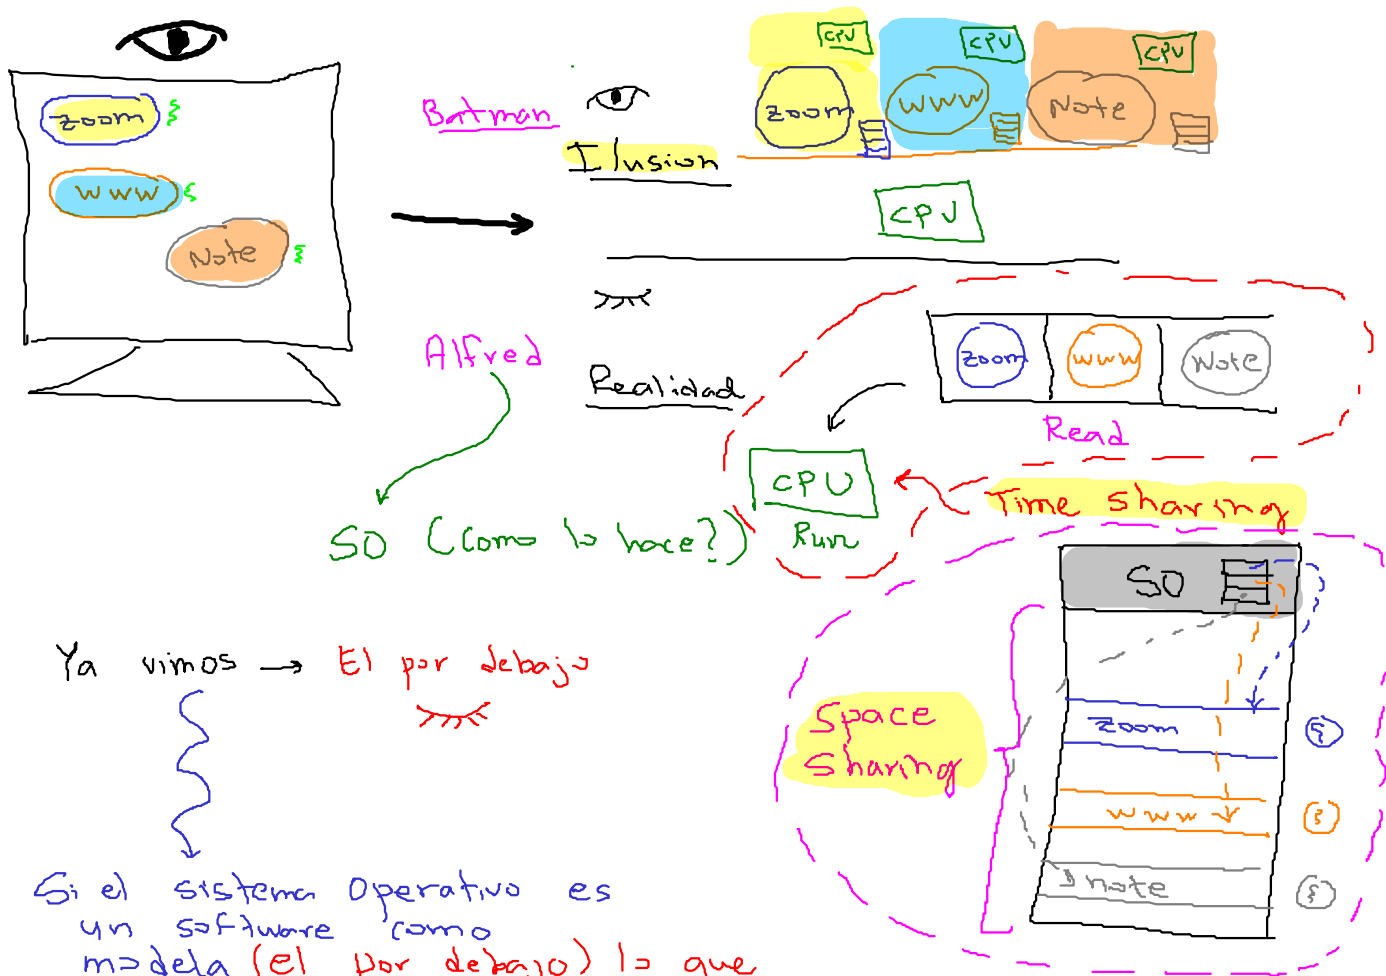 zoom
www
Note
Batman
Ilusion
CPU
CPU
CPU
zoom
www
Note
CPU
Alfred
Realidad
zoom
www
Note
Read
CPU
Run
Time Sharing
SO (Como lo hace?)
SO
Ya vimos → El por debajo
Space
Sharing
zoom
www
note
Si el sistema operativo es
un software como
modela (el por debajo) lo que